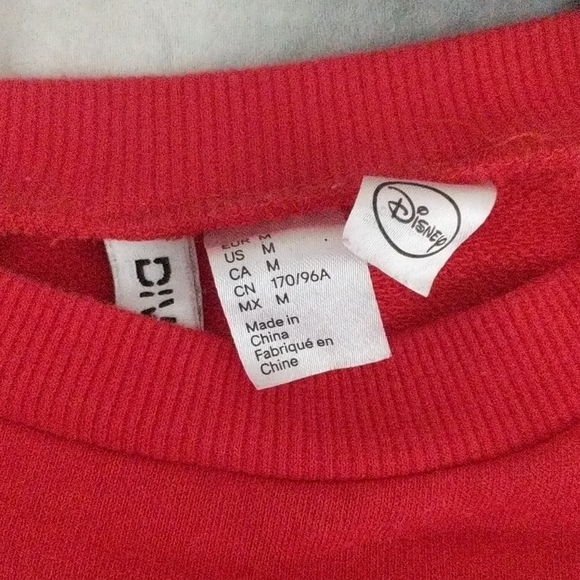 EUR M
US M
CA M
CN 170/96A
MX M
Made in
China
Fabriqué en
Chine
Disney